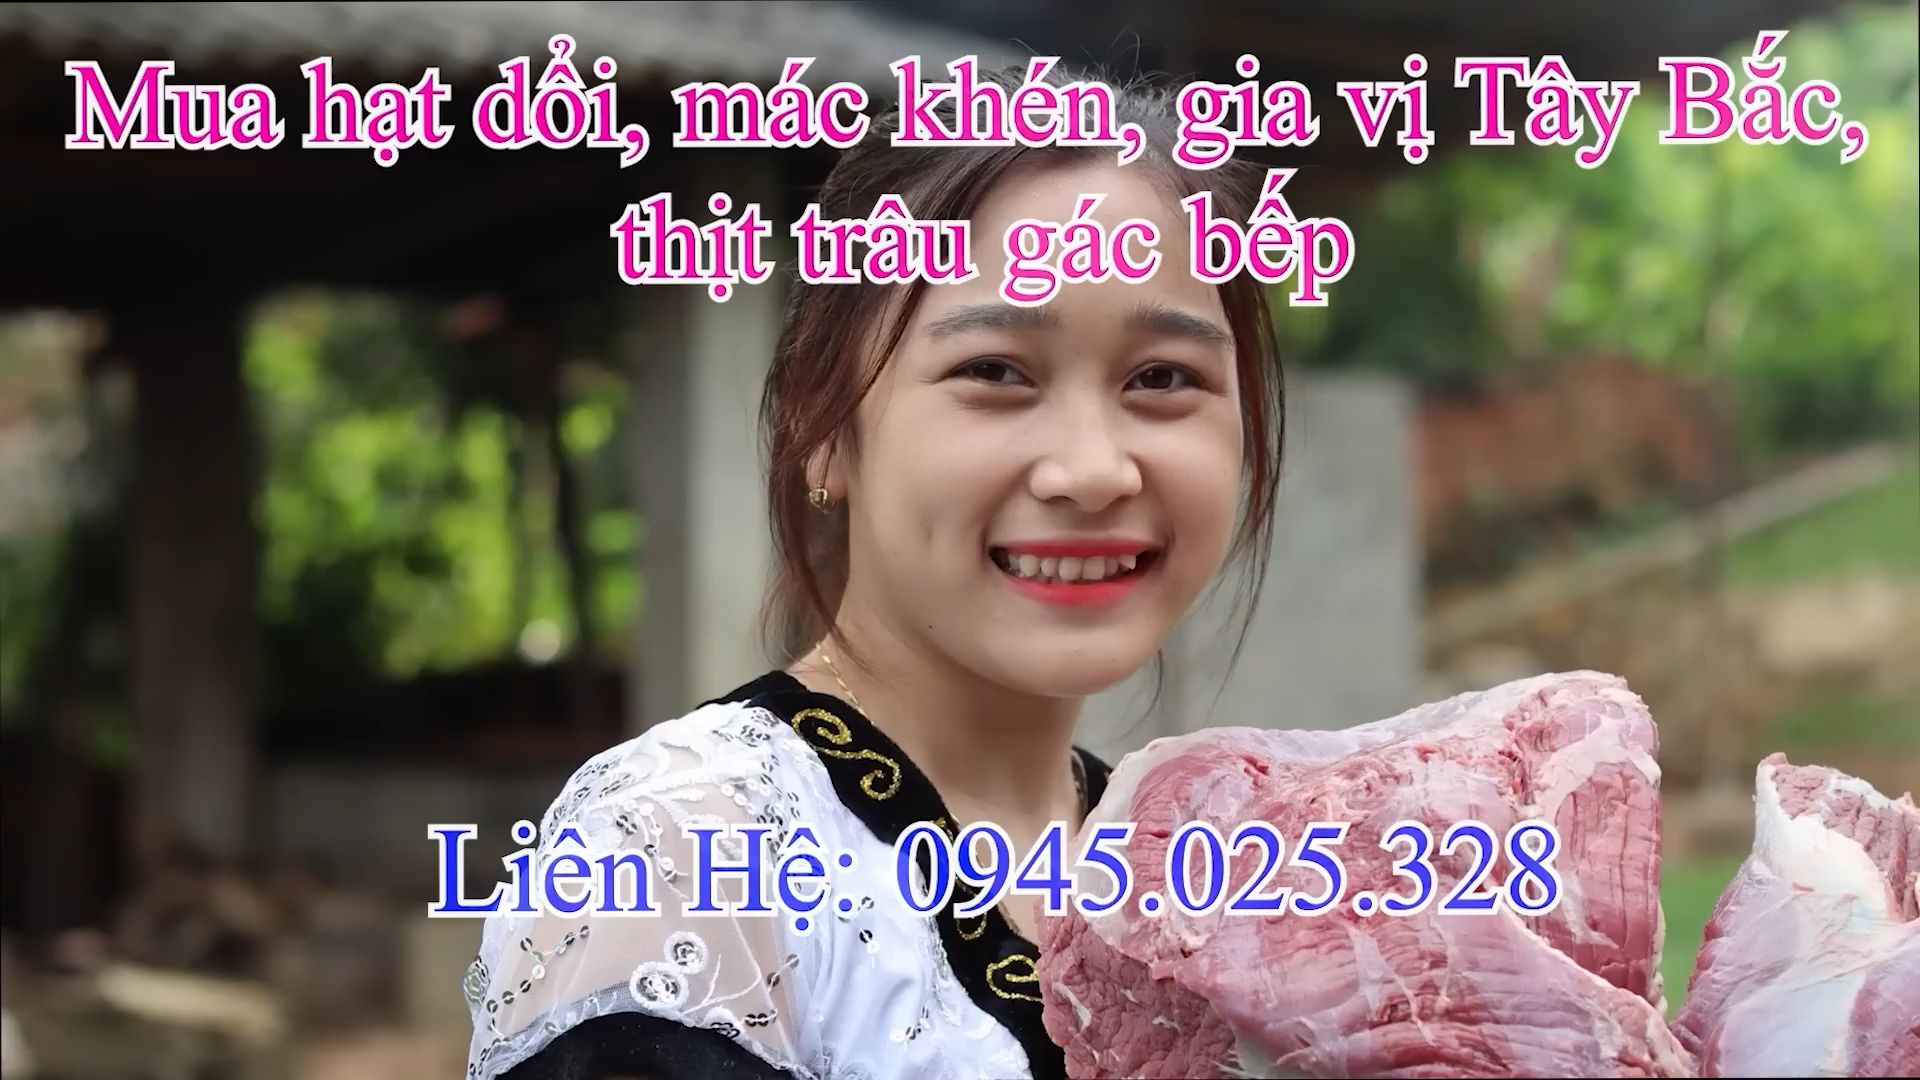 Mua hạt dổi, mác khén, gia vị Tây Bắc,
thịt trâu gác bếp
Liên Hệ: 0945.025.328